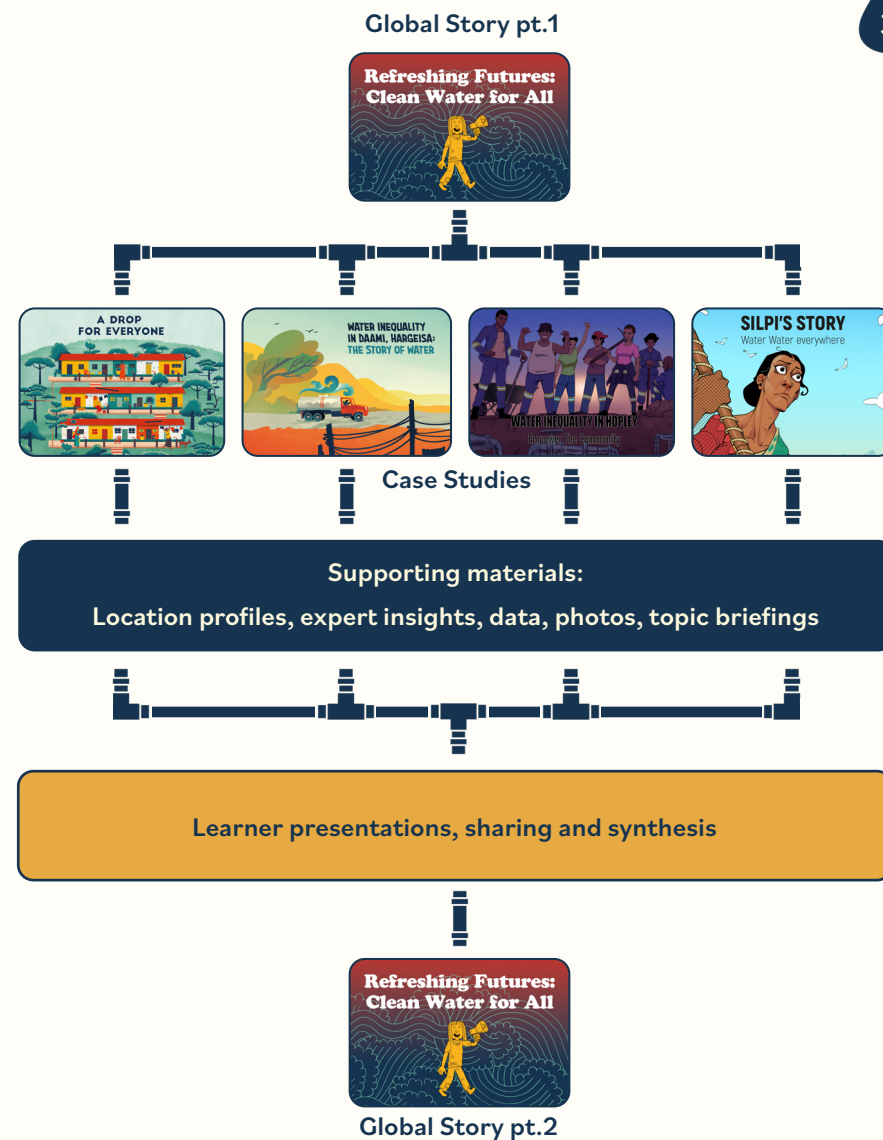 Global Story pt.1
Refreshing Futures:
Clean Water for All
A DROP
FOR EVERYONE
WATER INEQUALITY
IN DAAMI, HARGEISA:
THE STORY OF WATER
WATER INEQUALITY IN HOPLEY
Empower The Community
SILPI'S STORY
Water Water everywhere
Case Studies
Supporting materials:
Location profiles, expert insights, data, photos, topic briefings
Learner presentations, sharing and synthesis
Refreshing Futures:
Clean Water for All
Global Story pt.2